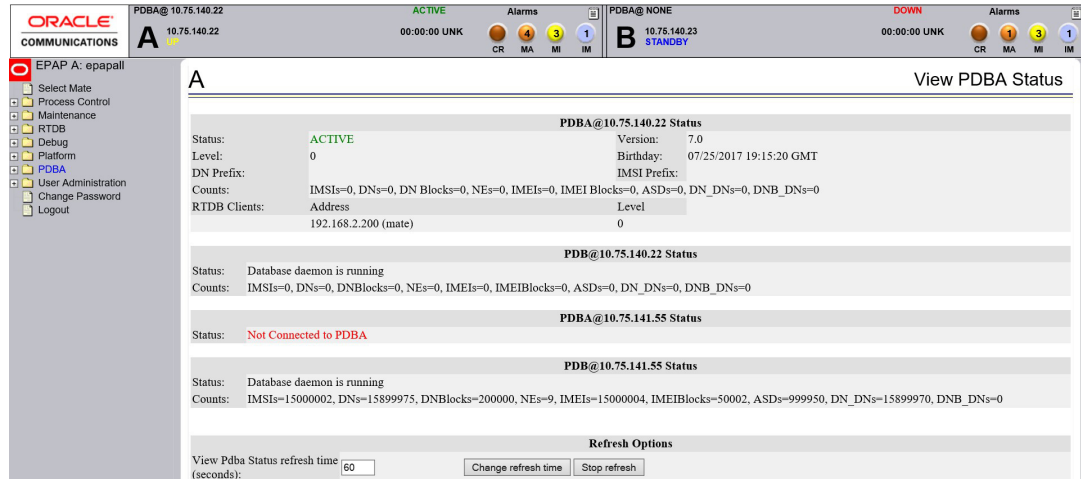 ORACLE
COMMUNICATIONS
PDBA@ 10.75.140.22
ACTIVE
Alarms
A
10.75.140.22
UP
00:00:00 UNK
4
3
1
CR
MA
MI
IM
PDBA@ NONE
DOWN
Alarms
B
10.75.140.23
STANDBY
00:00:00 UNK
1
3
1
CR
MA
MI
IM
EPAP A: epapall
Select Mate
Process Control
Maintenance
RTDB
Debug
Platform
PDBA
User Administration
Change Password
Logout
A
View PDBA Status
PDBA@10.75.140.22 Status
Status: ACTIVE Version: 7.0
Level: 0 Birthday: 07/25/2017 19:15:20 GMT
DN Prefix: IMSI Prefix:
Counts: IMSIs=0, DNs=0, DN Blocks=0, NEs=0, IMEIs=0, IMEI Blocks=0, ASDs=0, DN_DNs=0, DNB_DNs=0
RTDB Clients: Address Level
192.168.2.200 (mate) 0
PDB@10.75.140.22 Status
Status: Database daemon is running
Counts: IMSIs=0, DNs=0, DNBlocks=0, NEs=0, IMEIs=0, IMEIBlocks=0, ASDs=0, DN_DNs=0, DNB_DNs=0
PDBA@10.75.141.55 Status
Status: Not Connected to PDBA
PDB@10.75.141.55 Status
Status: Database daemon is running
Counts: IMSIs=15000002, DNs=15899975, DNBlocks=200000, NEs=9, IMEIs=15000004, IMEIBlocks=50002, ASDs=999950, DN_DNs=15899970, DNB_DNs=0
Refresh Options
View Pdba Status refresh time
(seconds):
60
Change refresh time
Stop refresh